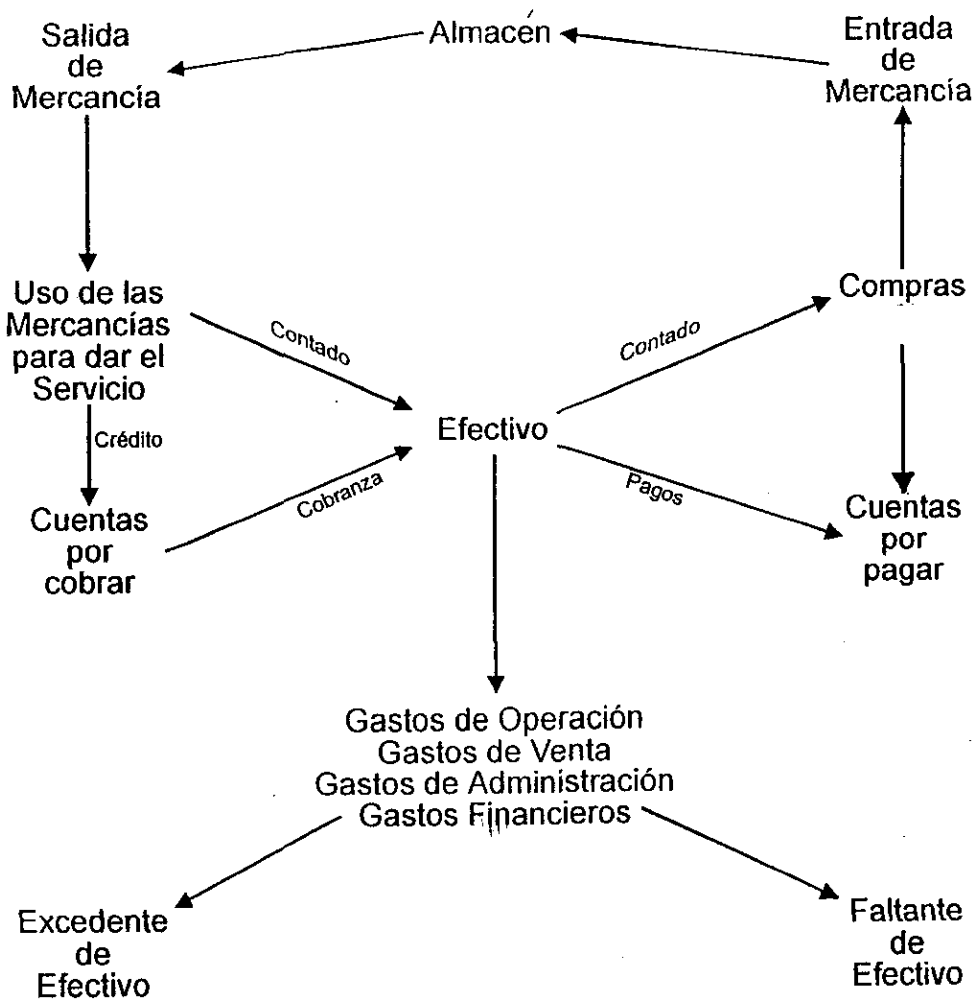 Salida
de
Mercancía
Almacén
Entrada
de
Mercancía
Uso de las
Mercancías
para dar el
Servicio
Contado
Contado
Compras
Efectivo
Crédito
Cobranza
Pagos
Cuentas
por
cobrar
Cuentas
por
pagar
Gastos de Operación
Gastos de Venta
Gastos de Administración
Gastos Financieros
Excedente
de
Efectivo
Faltante
de
Efectivo